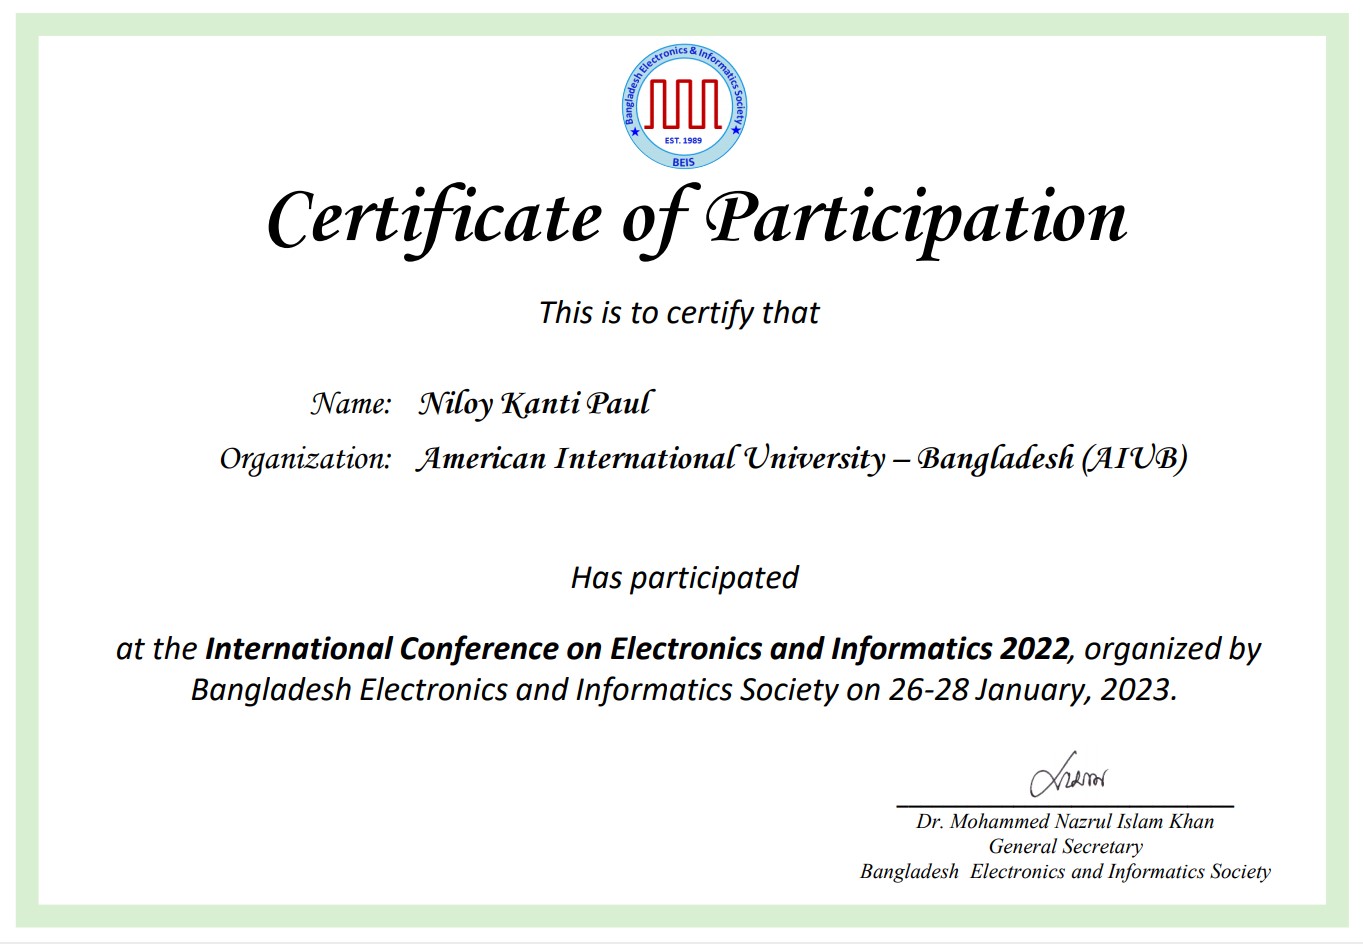 Bangladesh Electronics & Informatics Society
EST. 1989
BEIS
Certificate of Participation
This is to certify that
Name: Niloy Kanti Paul
Organization: American International University – Bangladesh (AIUB)
Has participated
at the International Conference on Electronics and Informatics 2022, organized by
Bangladesh Electronics and Informatics Society on 26-28 January, 2023.
Dr. Mohammed Nazrul Islam Khan
General Secretary
Bangladesh Electronics and Informatics Society